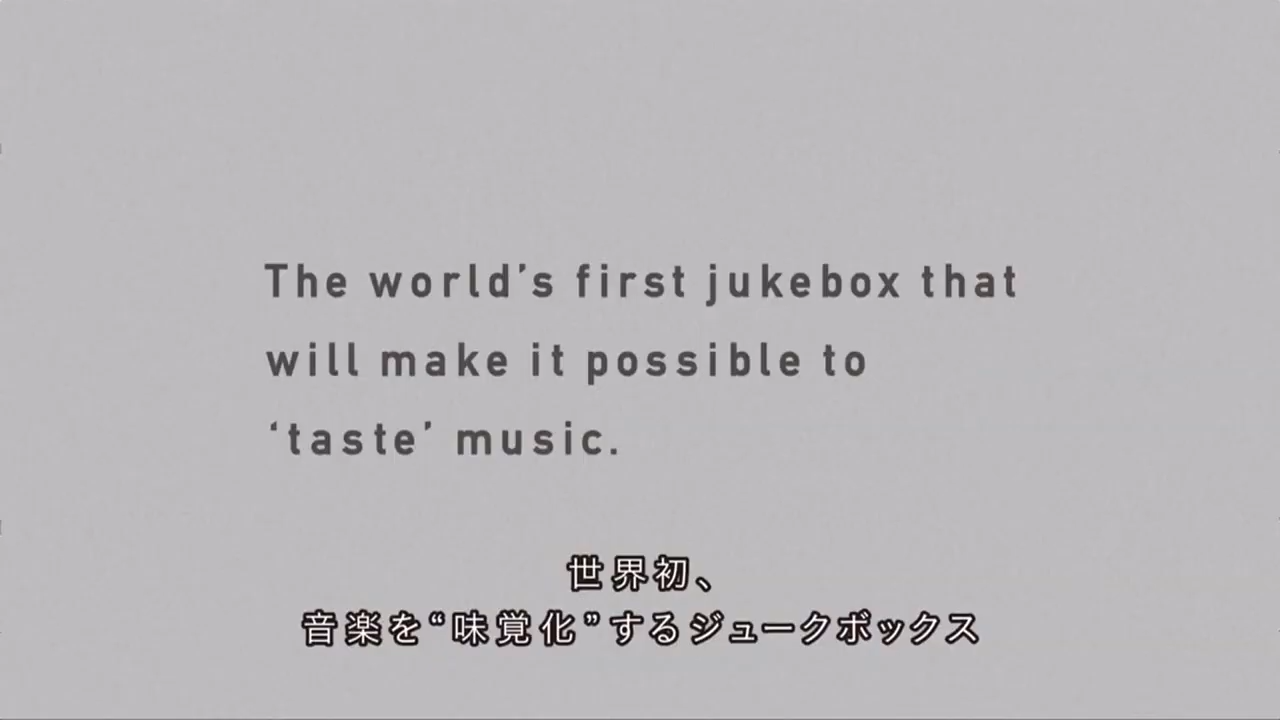 The world’s first jukebox that
will make it possible to
‘taste’ music.
世界初、
音楽を“味覚化”するジュークボックス